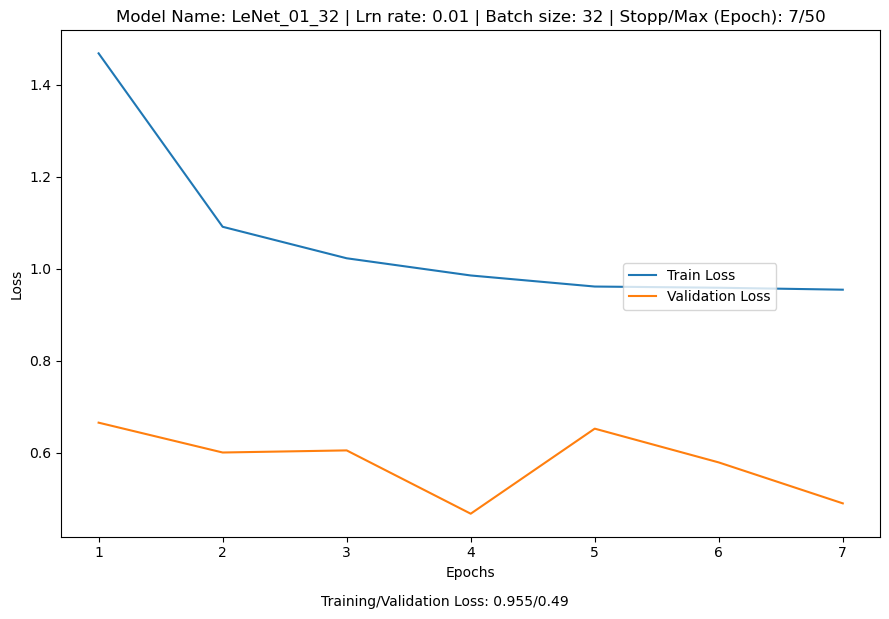 Model Name: LeNet_01_32 | Lrn rate: 0.01 | Batch size: 32 | Stopp/Max (Epoch): 7/50
1.4
1.2
1.0
0.8
0.6
Loss
Train Loss
Validation Loss
1 2 3 4 5 6 7
Epochs
Training/Validation Loss: 0.955/0.49